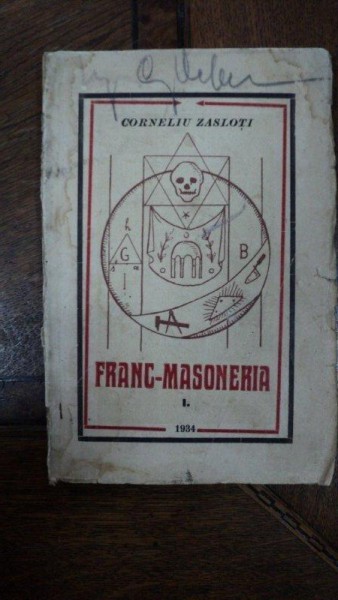 CORNELIU ZASLOȚI
h
G
B
FRANC-MASONERIA
I.
1934